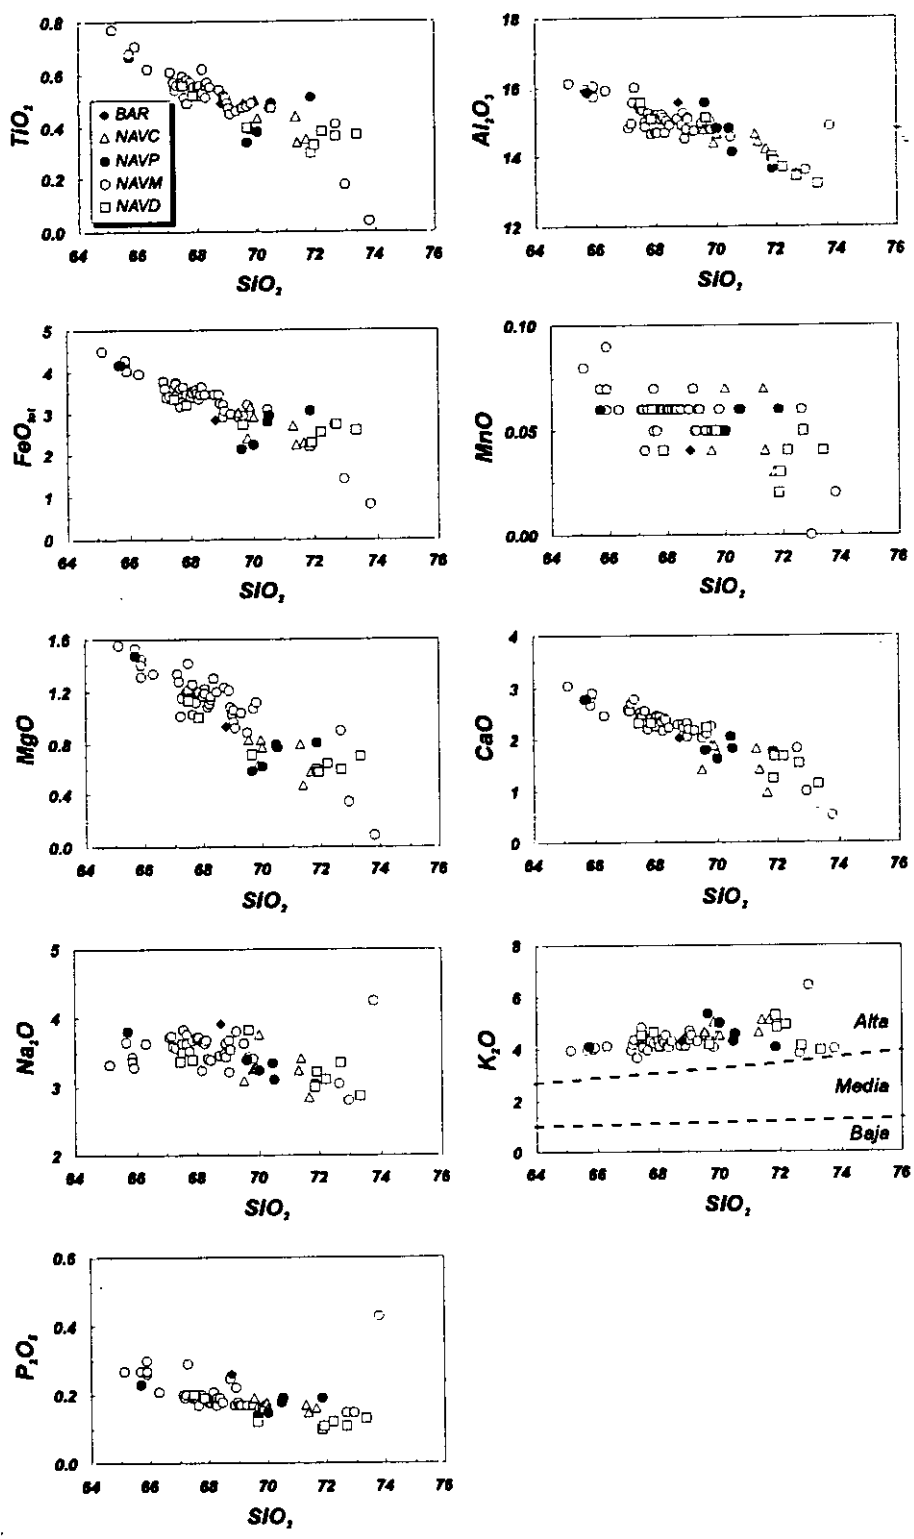 0.8
0.6
0.4
0.2
0.0
TiO₂
BAR
NAVC
NAVP
NAVM
NAVD
64 66 68 70 72 74 76
SiO₂
18
16
14
12
Al₂O₃
64 66 68 70 72 74 76
SiO₂
5
4
3
2
1
0
FeOtot
64 66 68 70 72 74 76
SiO₂
0.10
0.05
0.00
MnO
64 66 68 70 72 74 76
SiO₂
1.6
1.2
0.8
0.4
0.0
MgO
64 66 68 70 72 74 76
SiO₂
4
3
2
1
0
CaO
64 66 68 70 72 74 76
SiO₂
5
4
3
2
Na₂O
64 66 68 70 72 74 76
SiO₂
8
6
4
2
0
K₂O
Alta
Media
Baja
64 66 68 70 72 74 76
SiO₂
0.6
0.4
0.2
0.0
P₂O₅
64 66 68 70 72 74 76
SiO₂